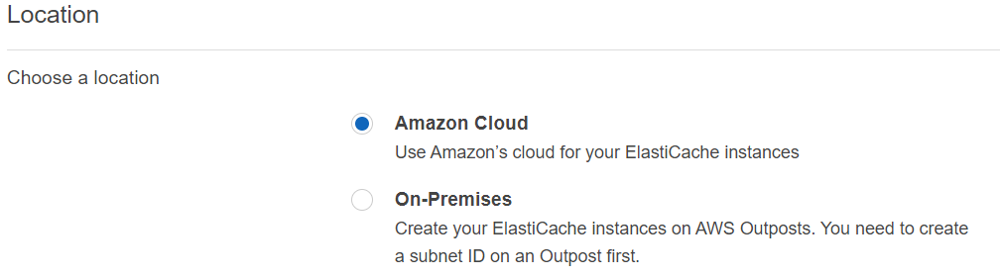 Location
Choose a location
Amazon Cloud
Use Amazon’s cloud for your ElastiCache instances
On-Premises
Create your ElastiCache instances on AWS Outposts. You need to create
a subnet ID on an Outpost first.